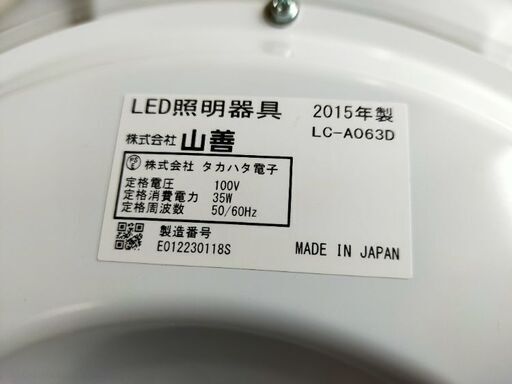 LED照明器具 2015年製
株式会社 山善 LC-A063D
株式会社 タカハタ電子
定格電圧 100V
定格消費電力 35W
定格周波数 50/60Hz
製造番号
E012230118S
MADE IN JAPAN